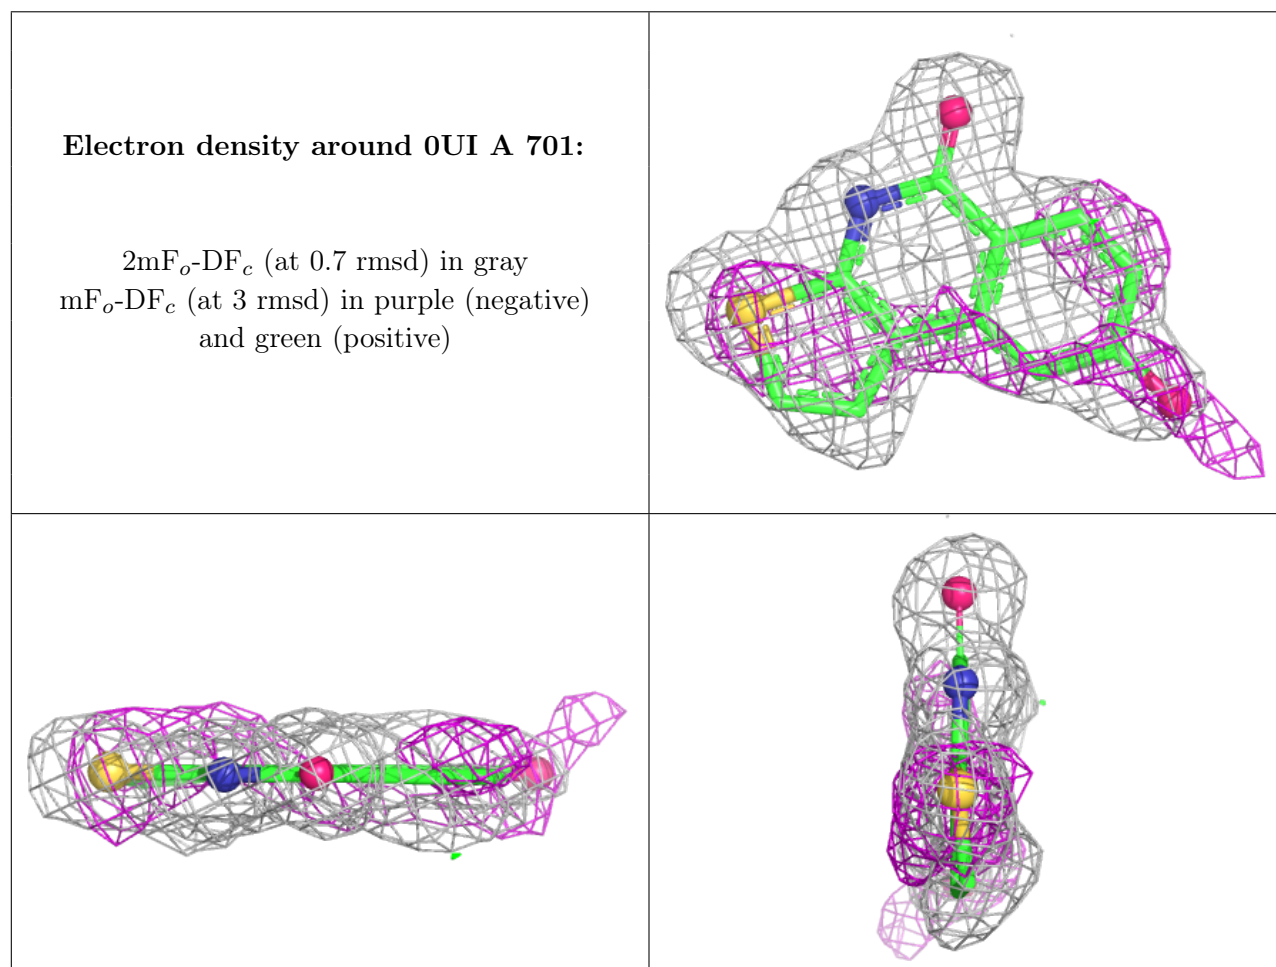 Electron density around 0UI A 701:
2mFo-DFc (at 0.7 rmsd) in gray
mFo-DFc (at 3 rmsd) in purple (negative)
and green (positive)